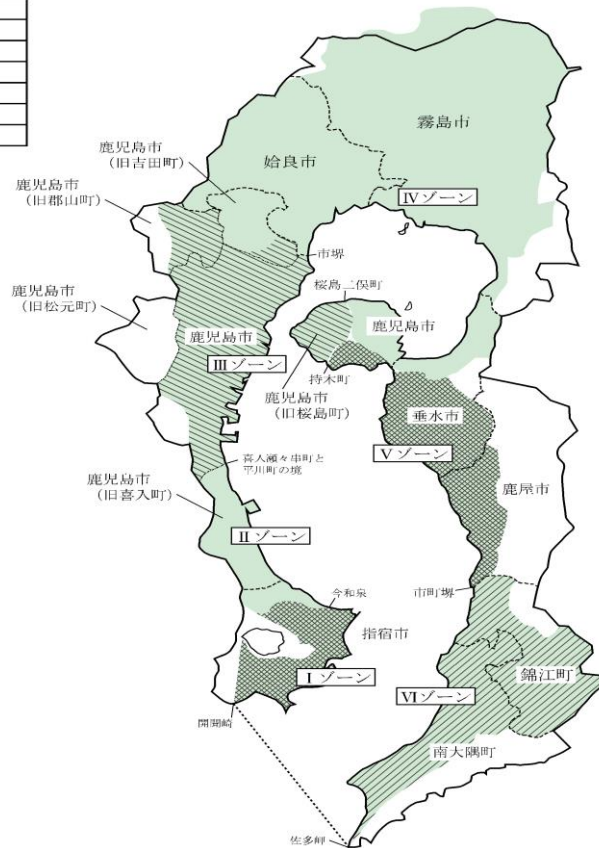 霧島市
鹿児島市
(旧吉田町)
姶良市
鹿児島市
(旧郡山町)
Ⅳゾーン
市堺
桜島二俣町
鹿児島市
(旧松元町)
鹿児島市
鹿児島市
Ⅲゾーン
持木町
鹿児島市
(旧桜島町)
垂水市
喜入瀬々串町と
平川町の境
Ⅴゾーン
鹿児島市
(旧喜入町)
鹿屋市
Ⅱゾーン
今和泉
市町堺
指宿市
Ⅰゾーン
錦江町
Ⅵゾーン
開聞崎
南大隅町
佐多岬